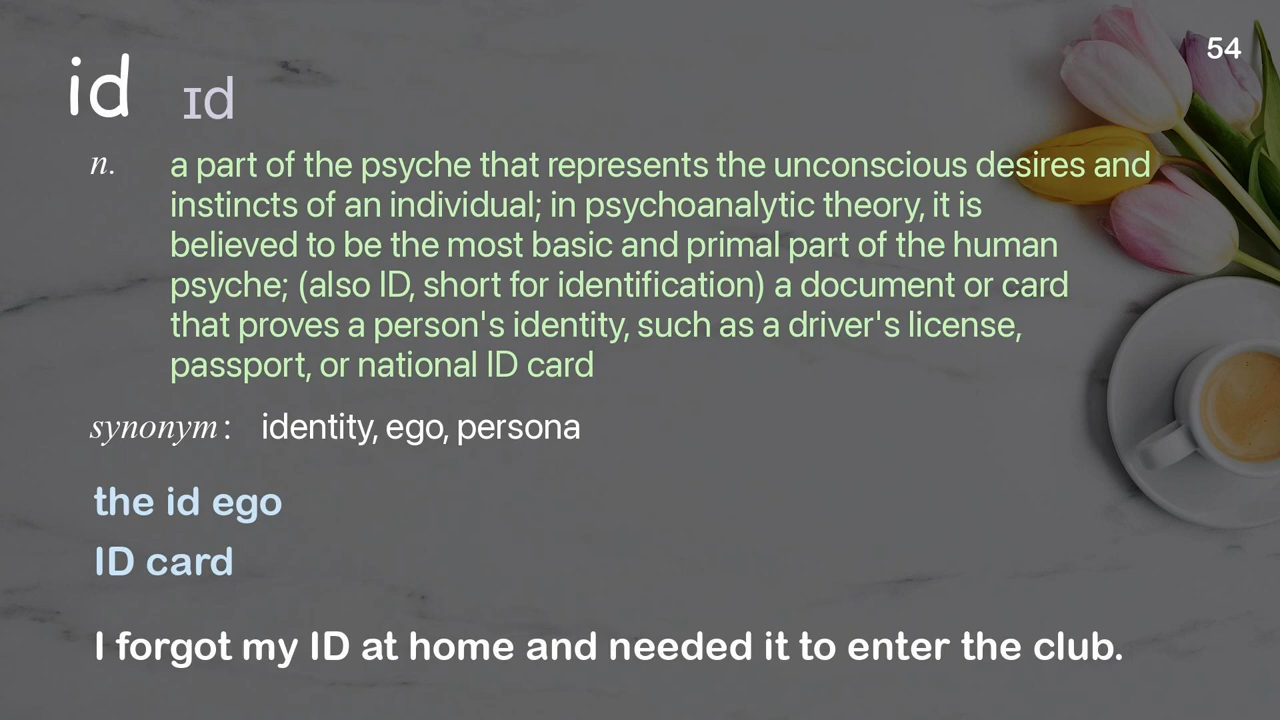 54
id ɪd
n. a part of the psyche that represents the unconscious desires and
instincts of an individual; in psychoanalytic theory, it is
believed to be the most basic and primal part of the human
psyche; (also ID, short for identification) a document or card
that proves a person's identity, such as a driver's license,
passport, or national ID card
synonym: identity, ego, persona
the id ego
ID card
I forgot my ID at home and needed it to enter the club.